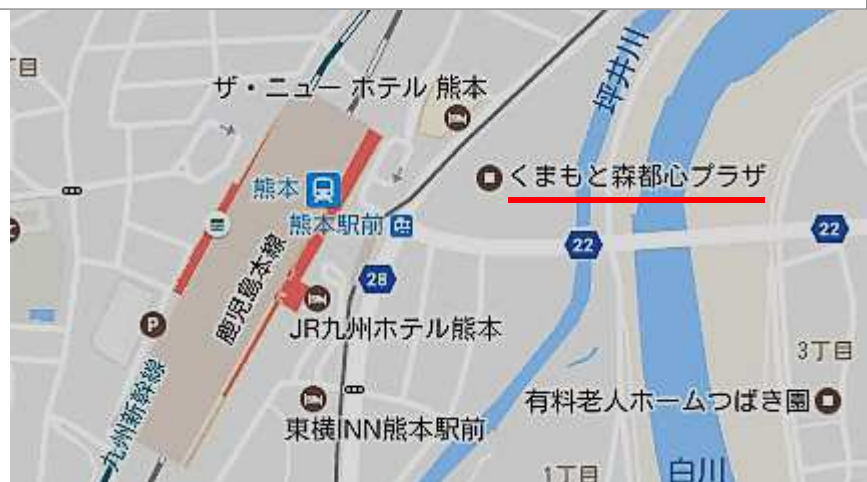 目
ザ・ニュー ホテル 熊本
坪井川
くまもと森都心プラザ
熊本
熊本駅前
22
22
28
鹿児島本線
JR九州ホテル熊本
P
3丁目
九州新幹線
東横INN熊本駅前
有料老人ホームつばき園
1丁目
白川